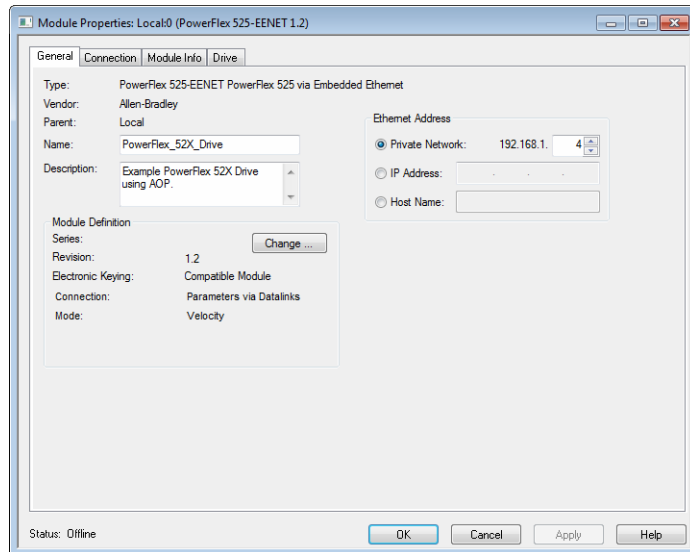 Module Properties: Local:0 (PowerFlex 525-EENET 1.2)
General Connection Module Info Drive
Type: PowerFlex 525-EENET PowerFlex 525 via Embedded Ethernet
Vendor: Allen-Bradley
Parent: Local
Name: PowerFlex_52X_Drive
Description: Example PowerFlex 52X Drive
using AOP.
Ethernet Address
Private Network: 192.168.1. 4
IP Address: . . .
Host Name:
Module Definition
Series:
Change ...
Revision: 1.2
Electronic Keying: Compatible Module
Connection: Parameters via Datalinks
Mode: Velocity
Status: Offline
OK Cancel Apply Help